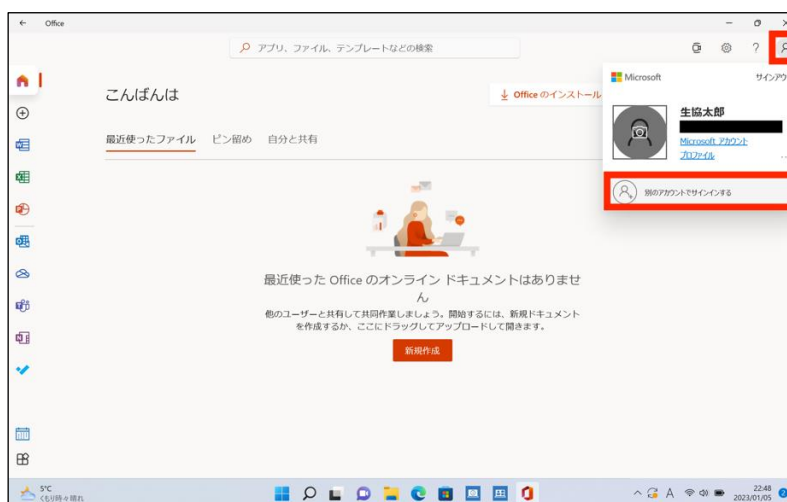 Office
アプリ、ファイル、テンプレートなどの検索
Microsoft
サインアウ
こんばんは
Office のインストール
生協太郎
Microsoft アカウント
プロファイル
最近使ったファイル ピン留め 自分と共有
別のアカウントでサインインする
最近使った Office のオンライン ドキュメントはありませ
ん
他のユーザーと共有して共同作業しましょう。開始するには、新規ドキュメント
を作成するか、ここにドラッグしてアップロードして開きます。
新規作成
5°C
くもり時々晴れ
A
22:48
2023/01/05
2